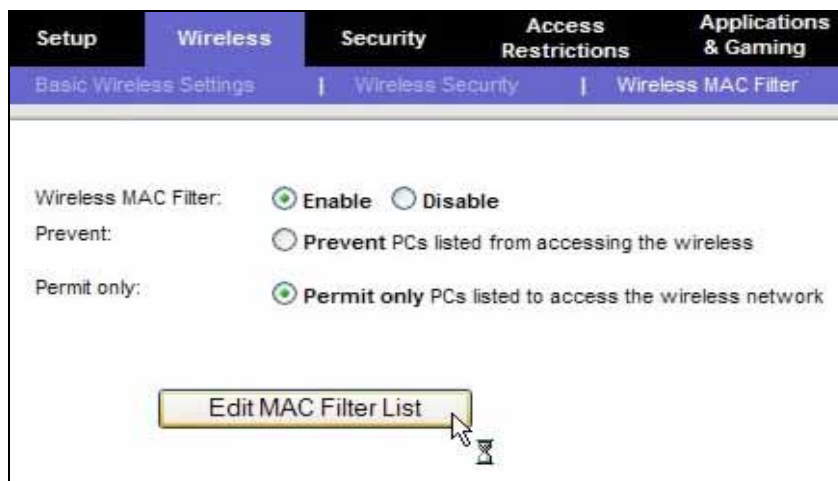 Setup Wireless Security Access Restrictions Applications & Gaming
Basic Wireless Settings | Wireless Security | Wireless MAC Filter
Wireless MAC Filter: Enable Disable
Prevent: Prevent PCs listed from accessing the wireless
Permit only: Permit only PCs listed to access the wireless network
Edit MAC Filter List